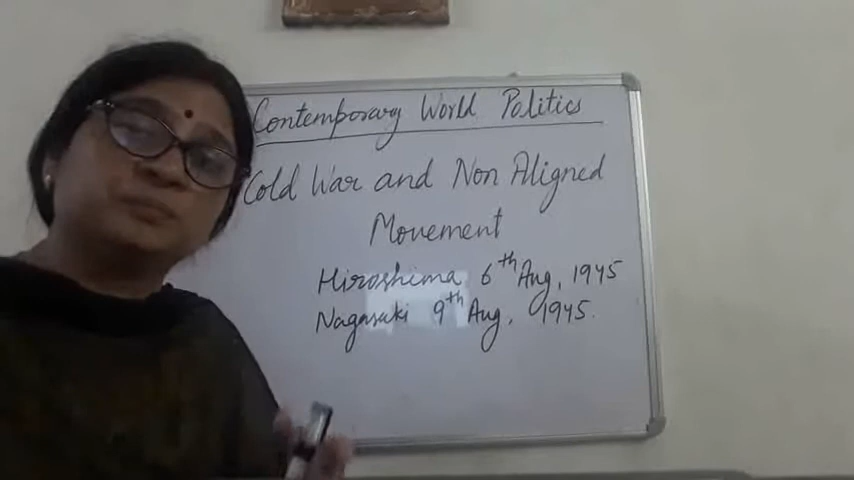 Contemporary World Politics
Cold War and Non Aligned
Movement
Hiroshima 6th Aug, 1945
Nagasaki 9th Aug, 1945.